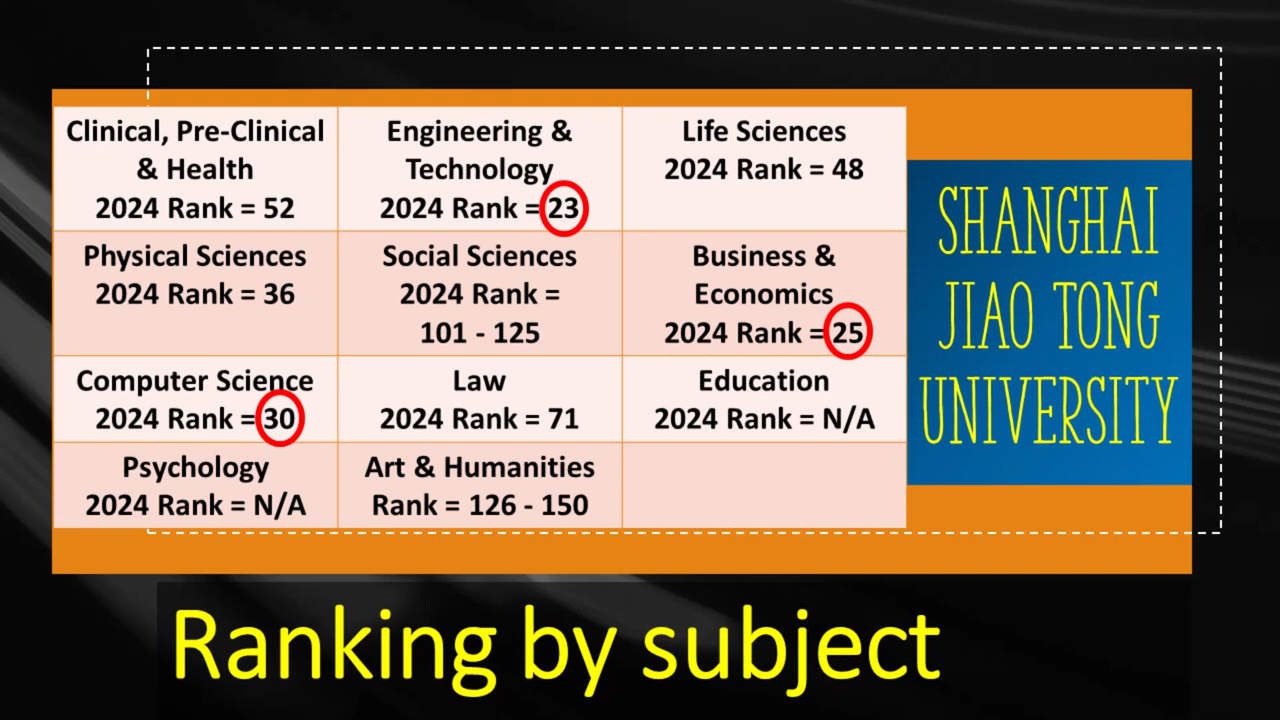 Clinical, Pre-Clinical
& Health
2024 Rank = 52
Engineering &
Technology
2024 Rank = 23
Life Sciences
2024 Rank = 48
Physical Sciences
2024 Rank = 36
Social Sciences
2024 Rank =
101 - 125
Business &
Economics
2024 Rank = 25
Computer Science
2024 Rank = 30
Law
2024 Rank = 71
Education
2024 Rank = N/A
Psychology
2024 Rank = N/A
Art & Humanities
Rank = 126 - 150
SHANGHAI
JIAO TONG
UNIVERSITY
Ranking by subject